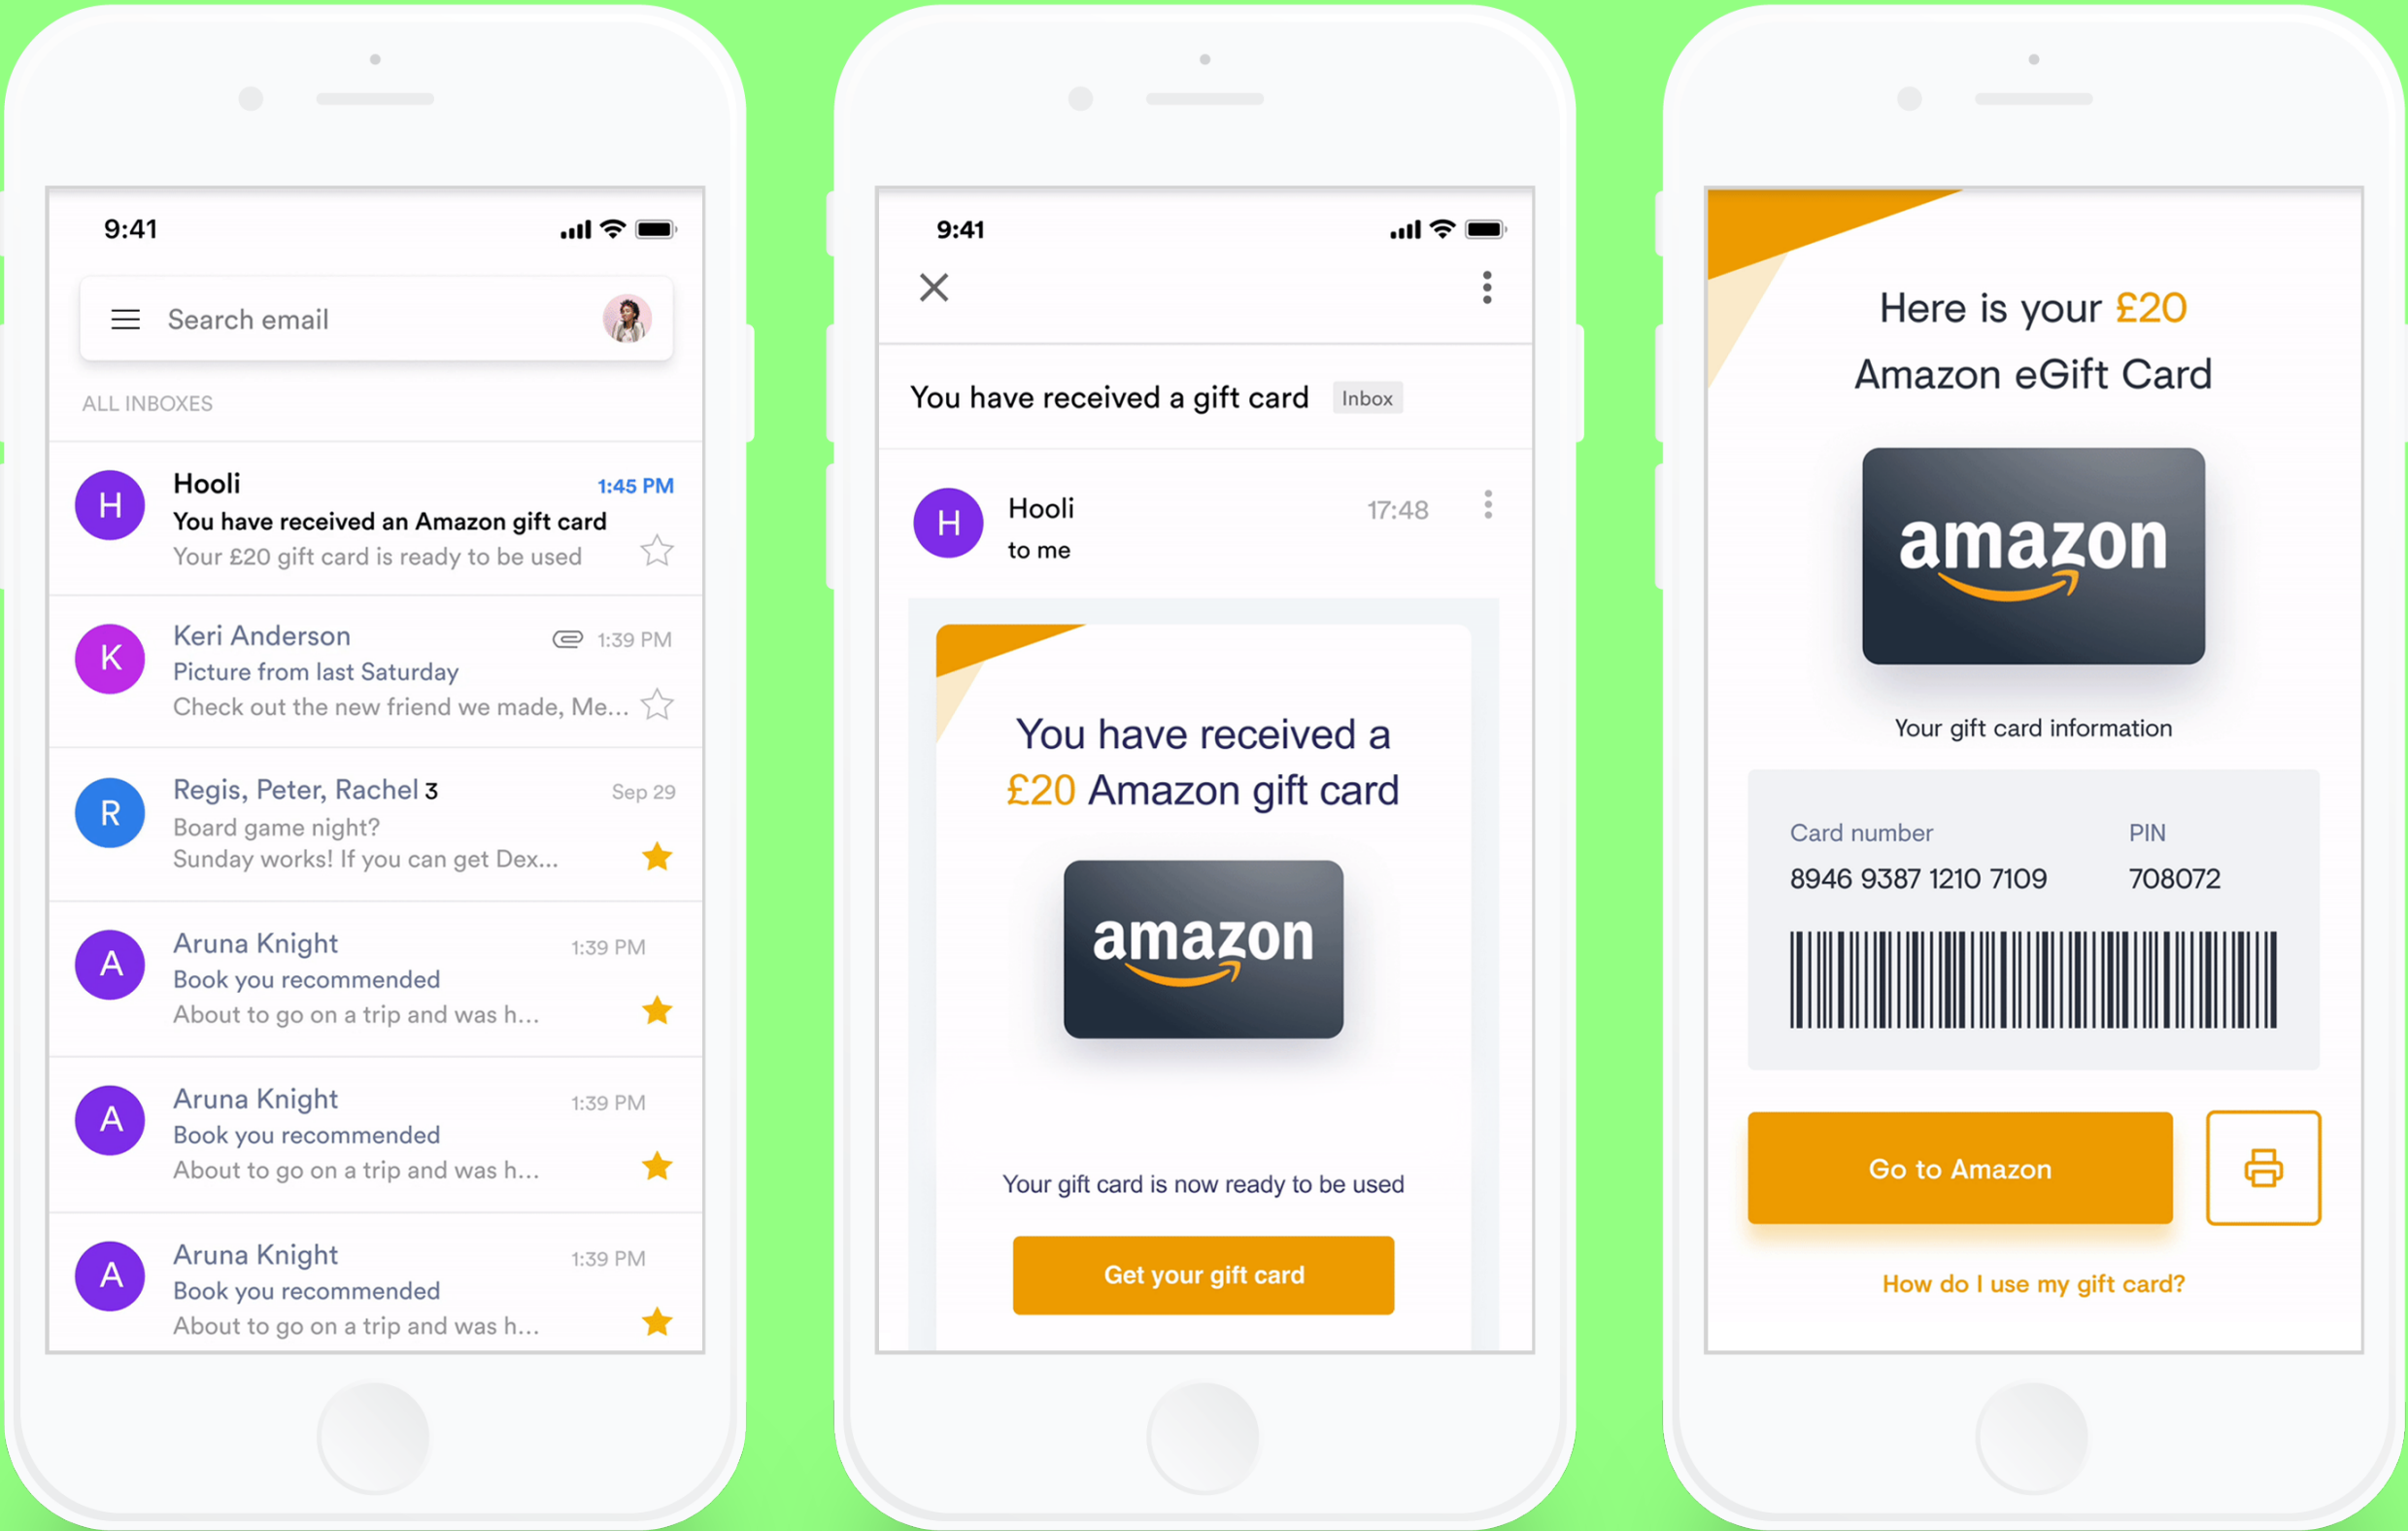 9:41
Search email
ALL INBOXES
H
Hooli
1:45 PM
You have received an Amazon gift card
Your £20 gift card is ready to be used
K
Keri Anderson
1:39 PM
Picture from last Saturday
Check out the new friend we made, Me...
R
Regis, Peter, Rachel 3
Sep 29
Board game night?
Sunday works! If you can get Dex...
A
Aruna Knight
1:39 PM
Book you recommended
About to go on a trip and was h...
A
Aruna Knight
1:39 PM
Book you recommended
About to go on a trip and was h...
A
Aruna Knight
1:39 PM
Book you recommended
About to go on a trip and was h...
9:41
You have received a gift card
Inbox
H
Hooli
17:48
to me
You have received a
£20 Amazon gift card
amazon
Your gift card is now ready to be used
Get your gift card
Here is your £20
Amazon eGift Card
amazon
Your gift card information
Card number
PIN
8946 9387 1210 7109
708072
Go to Amazon
How do I use my gift card?